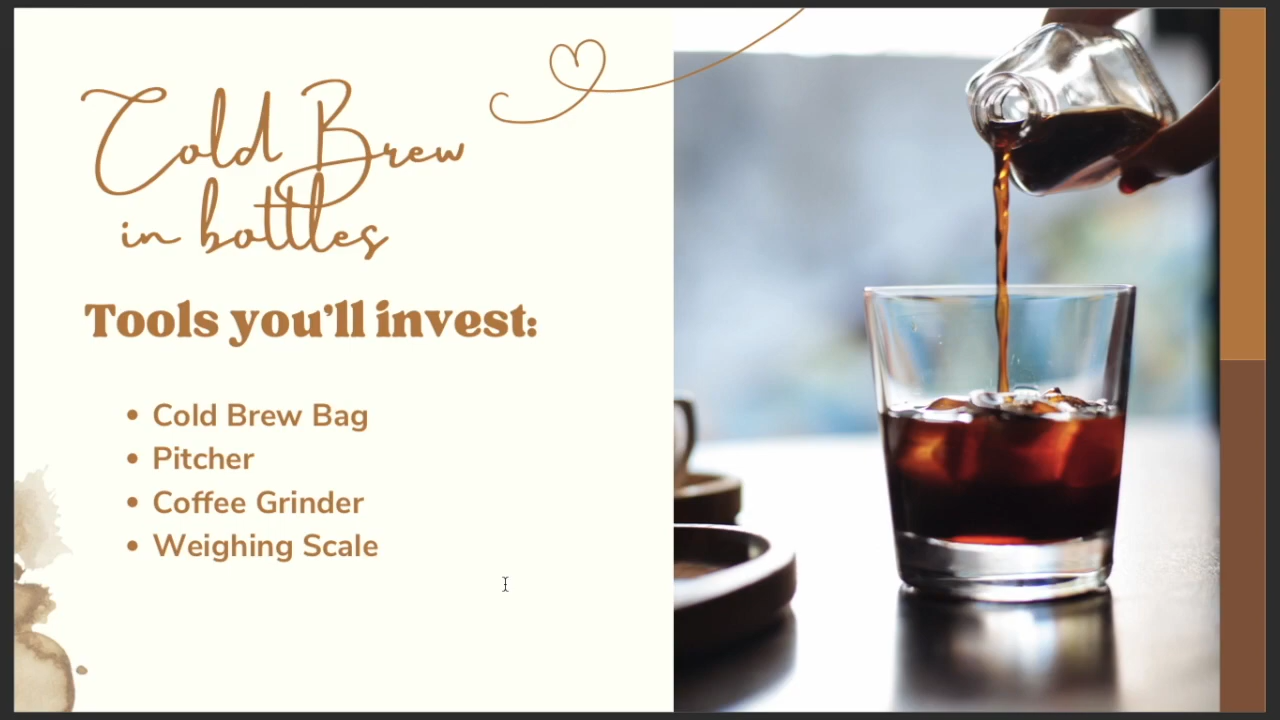 Cold Brew
in bottles
Tools you'll invest:
• Cold Brew Bag
• Pitcher
• Coffee Grinder
• Weighing Scale